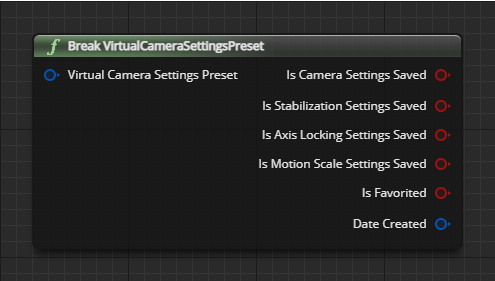 f Break VirtualCameraSettingsPreset
Virtual Camera Settings Preset Is Camera Settings Saved
Is Stabilization Settings Saved
Is Axis Locking Settings Saved
Is Motion Scale Settings Saved
Is Favorited
Date Created